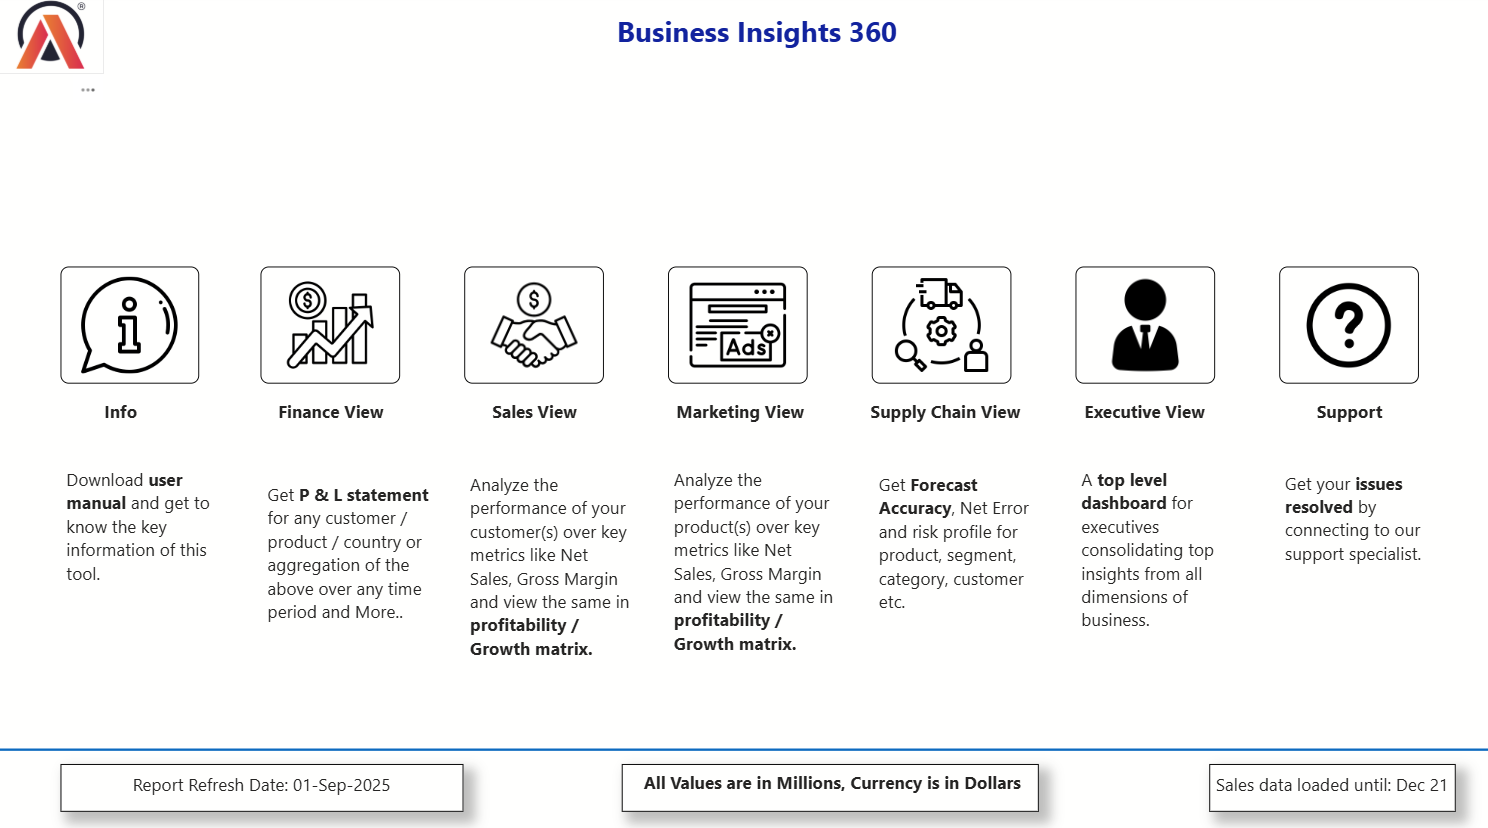 ®
Business Insights 360
Ads
Info
Finance View
Sales View
Marketing View
Supply Chain View
Executive View
Support
Download user
manual and get to
know the key
information of this
tool.
Get P & L statement
for any customer /
product / country or
aggregation of the
above over any time
period and More..
Analyze the
performance of your
customer(s) over key
metrics like Net
Sales, Gross Margin
and view the same in
profitability /
Growth matrix.
Analyze the
performance of your
product(s) over key
metrics like Net
Sales, Gross Margin
and view the same in
profitability /
Growth matrix.
Get Forecast
Accuracy, Net Error
and risk profile for
product, segment,
category, customer
etc.
A top level
dashboard for
executives
consolidating top
insights from all
dimensions of
business.
Get your issues
resolved by
connecting to our
support specialist.
Report Refresh Date: 01-Sep-2025
All Values are in Millions, Currency is in Dollars
Sales data loaded until: Dec 21